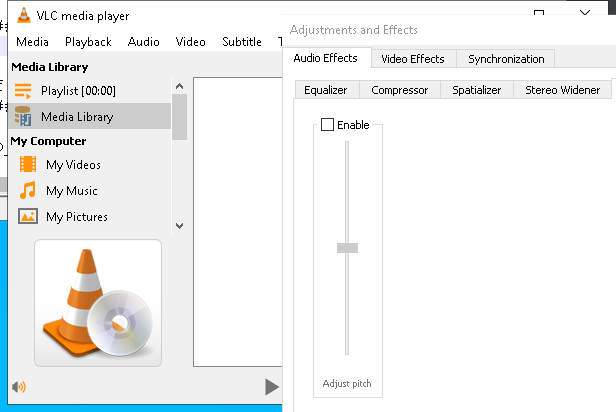 VLC media player
Media Playback Audio Video Subtitle T
Media Library
Playlist [00:00]
Media Library
My Computer
My Videos
My Music
My Pictures
Adjustments and Effects
Audio Effects Video Effects Synchronization
Equalizer Compressor Spatializer Stereo Widener
Enable
Adjust pitch